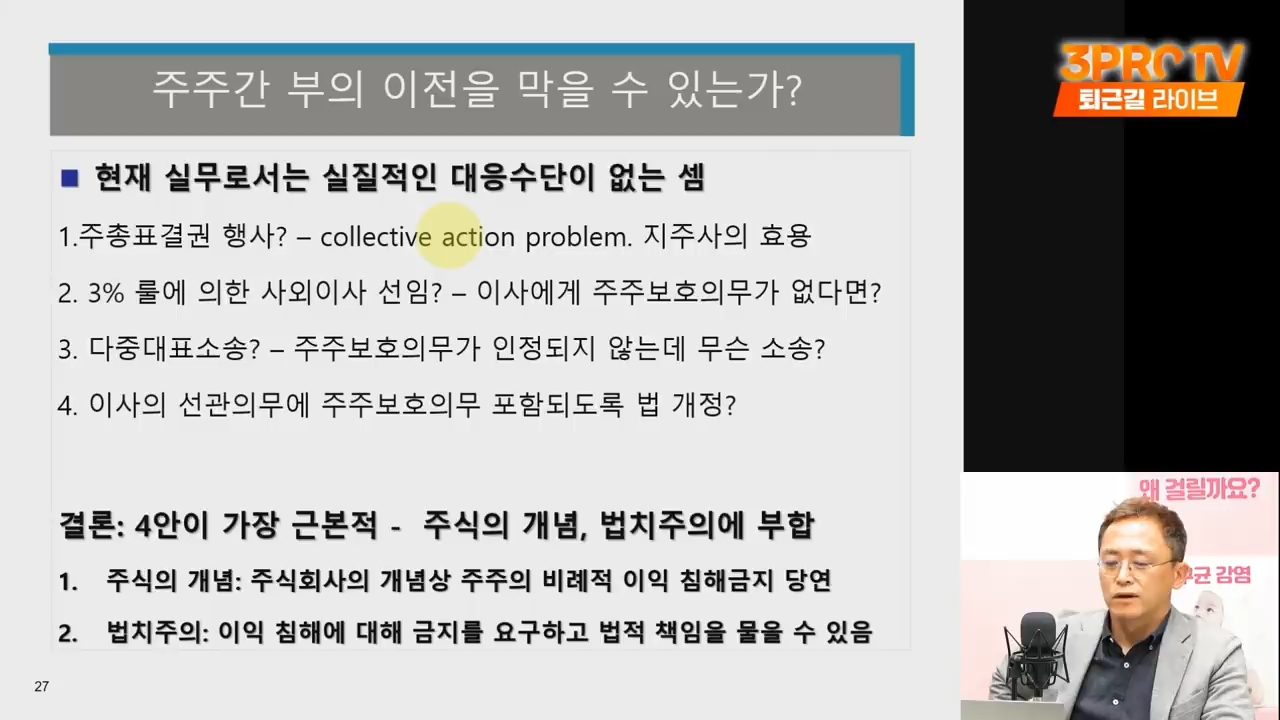 주주간 부의 이전을 막을 수 있는가?
3PRO TV
퇴근길 라이브
■ 현재 실무로서는 실질적인 대응수단이 없는 셈
1.주총표결권 행사? – collective action problem. 지주사의 효용
2. 3% 룰에 의한 사외이사 선임? – 이사에게 주주보호의무가 없다면?
3. 다중대표소송? – 주주보호의무가 인정되지 않는데 무슨 소송?
4. 이사의 선관의무에 주주보호의무 포함되도록 법 개정?
결론: 4안이 가장 근본적 - 주식의 개념, 법치주의에 부합
1. 주식의 개념: 주식회사의 개념상 주주의 비례적 이익 침해금지 당연
2. 법치주의: 이익 침해에 대해 금지를 요구하고 법적 책임을 물을 수 있음
27
왜 걸릴까요?
감염